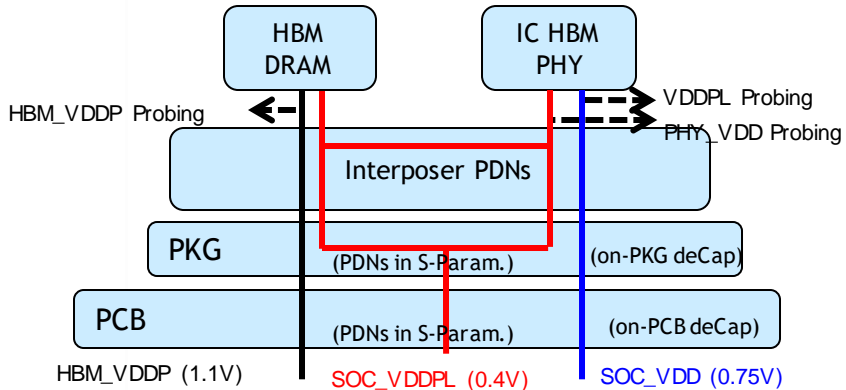 HBM
DRAM
IC HBM
PHY
HBM_VDDP Probing
VDDPL Probing
PHY_VDD Probing
Interposer PDNs
PKG
(PDNs in S-Param.)
(on-PKG deCap)
PCB
(PDNs in S-Param.)
(on-PCB deCap)
HBM_VDDP (1.1V)
SOC_VDDPL (0.4V)
SOC_VDD (0.75V)